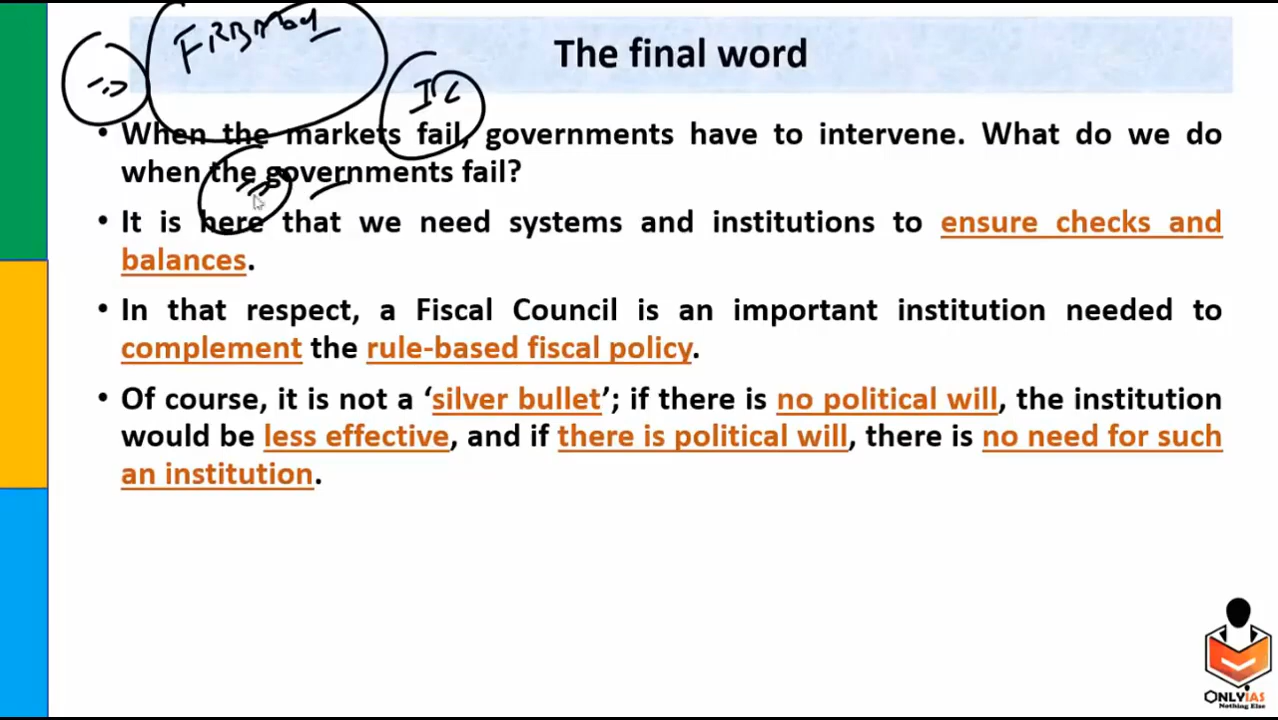 The final word
• When the markets fail, governments have to intervene. What do we do
when the governments fail?
• It is here that we need systems and institutions to ensure checks and
balances.
• In that respect, a Fiscal Council is an important institution needed to
complement the rule-based fiscal policy.
• Of course, it is not a ‘silver bullet’; if there is no political will, the institution
would be less effective, and if there is political will, there is no need for such
an institution.
ONLYIAS
Nothing Else